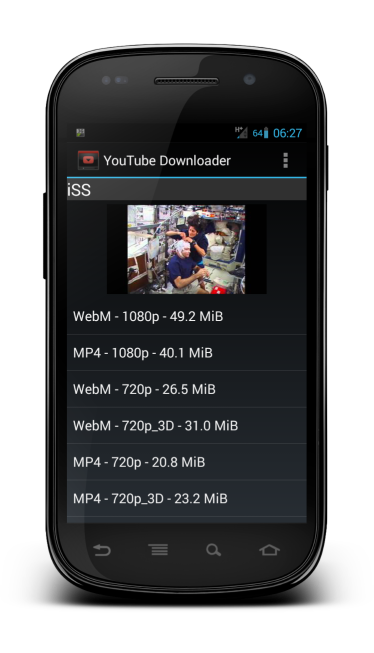 H+ 64 06:27
YouTube Downloader
iSS
WebM - 1080p - 49.2 MiB
MP4 - 1080p - 40.1 MiB
WebM - 720p - 26.5 MiB
WebM - 720p_3D - 31.0 MiB
MP4 - 720p - 20.8 MiB
MP4 - 720p_3D - 23.2 MiB